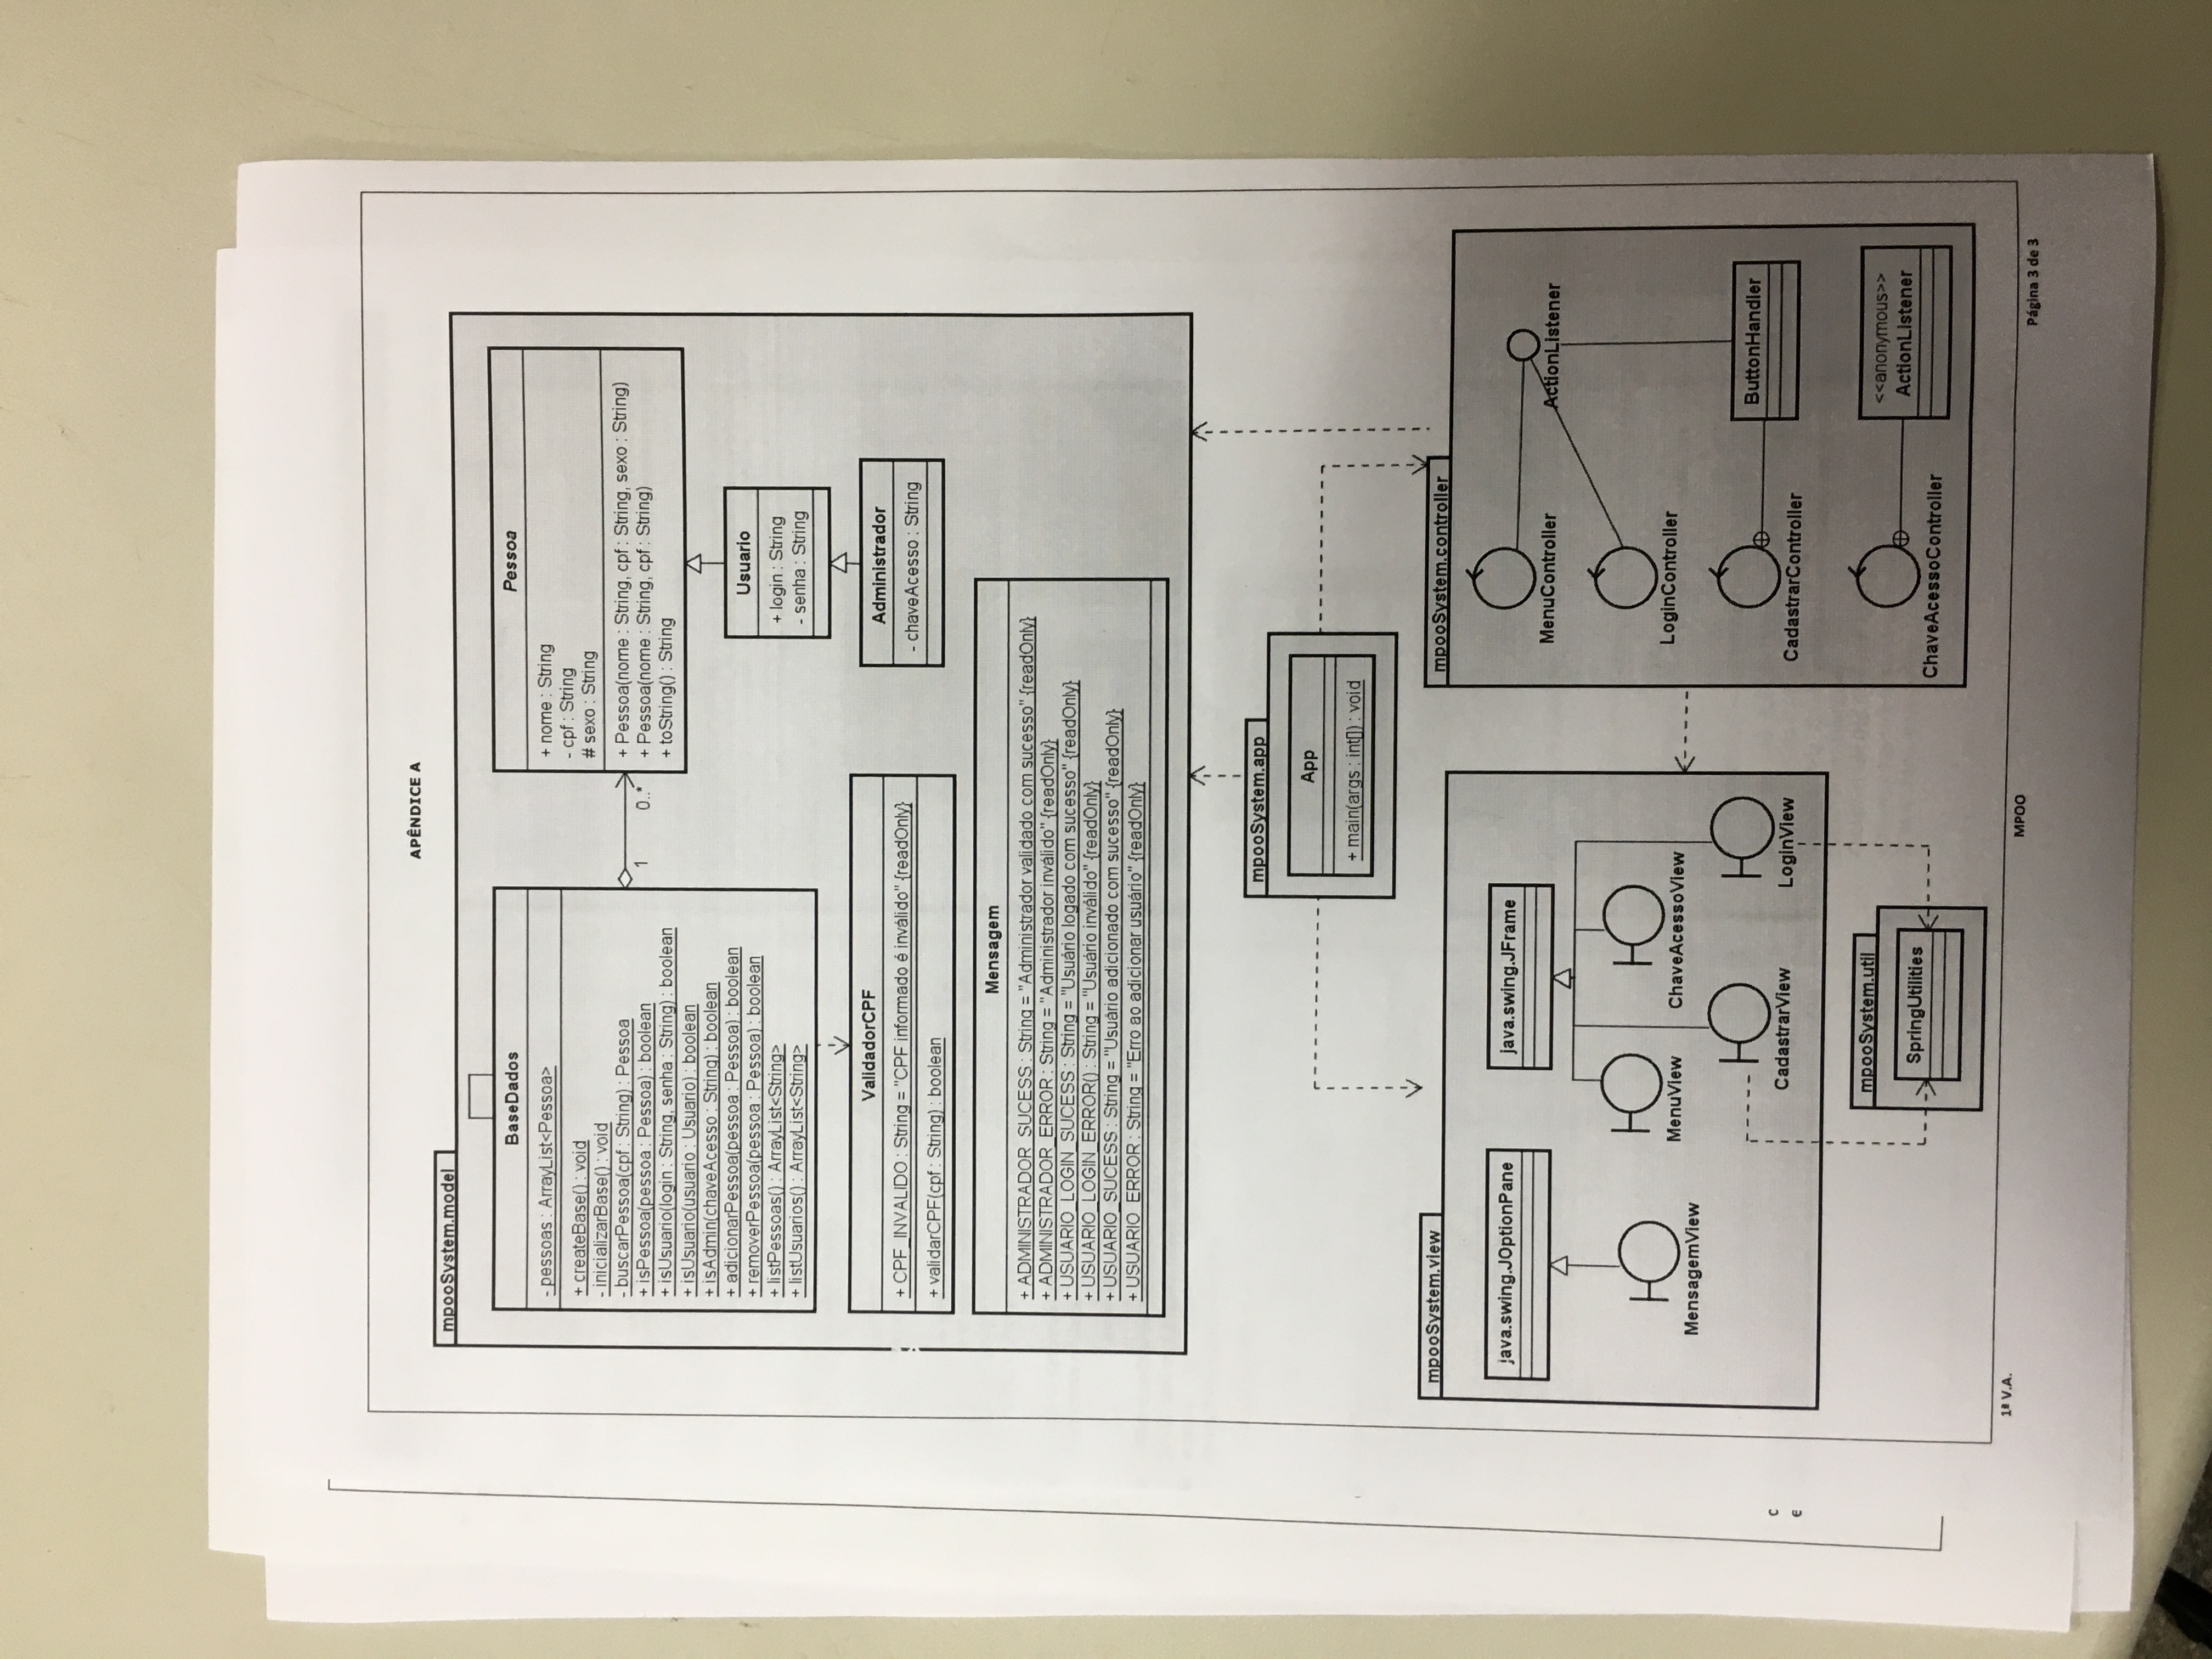 APÊNDICE A
mpooSystem.model
BaseDados
- pessoas : ArrayList<Pessoa>
+ createBase() : void
- inicializarBase() : void
- buscarPessoa(cpf : String) : Pessoa
+ isPessoa(pessoa : Pessoa) : boolean
+ isUsuario(login : String, senha : String) : boolean
+ isUsuario(usuario : Usuario) : boolean
+ isAdmin(chaveAcesso : String) : boolean
+ adicionarPessoa(pessoa : Pessoa) : boolean
+ removerPessoa(pessoa : Pessoa) : boolean
+ listPessoas() : ArrayList<String>
+ listUsuarios() : ArrayList<String>
1
0..*
Pessoa
+ nome : String
- cpf : String
# sexo : String
+ Pessoa(nome : String, cpf : String, sexo : String)
+ Pessoa(nome : String, cpf : String)
+ toString() : String
Usuario
+ login : String
- senha : String
Administrador
- chaveAcesso : String
ValidadorCPF
+ CPF_INVALIDO : String = "CPF informado é inválido" {readOnly}
+ validarCPF(cpf : String) : boolean
Mensagem
+ ADMINISTRADOR_SUCESS : String = "Administrador validado com sucesso" {readOnly}
+ ADMINISTRADOR_ERROR : String = "Administrador inválido" {readOnly}
+ USUARIO_LOGIN_SUCESS : String = "Usuário logado com sucesso" {readOnly}
+ USUARIO_LOGIN_ERROR() : String = "Usuário inválido" {readOnly}
+ USUARIO_SUCESS : String = "Usuário adicionado com sucesso" {readOnly}
+ USUARIO_ERROR : String = "Erro ao adicionar usuário" {readOnly}
mpooSystem.app
App
+ main(args : int[]) : void
mpooSystem.view
java.swing.JOptionPane
java.swing.JFrame
MensagemView
MenuView
ChaveAcessoView
CadastrarView
LoginView
mpooSystem.util
SpringUtilities
mpooSystem.controller
MenuController
ActionListener
LoginController
CadastrarController
ButtonHandler
ChaveAcessoController
<<anonymous>>
ActionListener
c
e
1ª V.A.
MPOO
Página 3 de 3